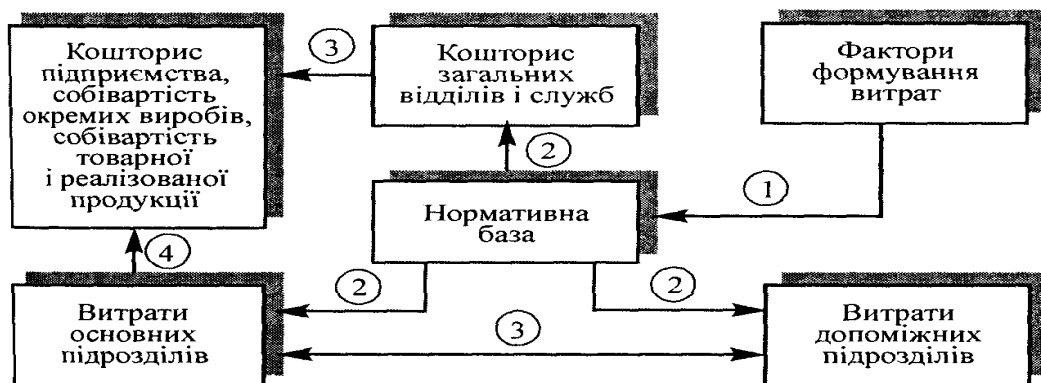 Кошторис
підприємства,
собівартість
окремих виробів,
собівартість
товарної
і реалізованої
продукції
3
Кошторис
загальних
відділів і служб
Фактори
формування
витрат
2
1
Нормативна
база
4
2
2
Витрати
основних
підрозділів
3
Витрати
допоміжних
підрозділів